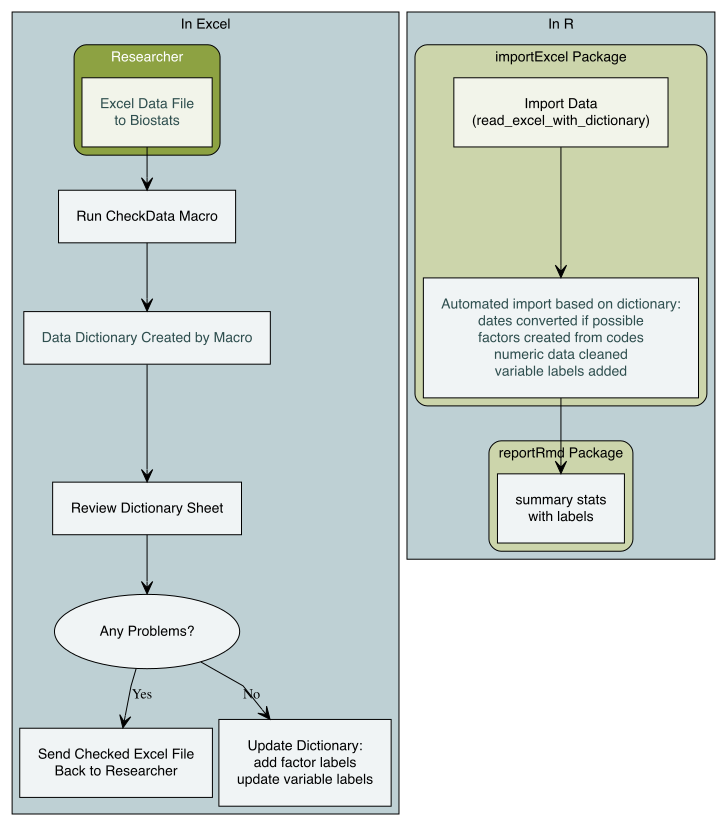 In Excel
Researcher
Excel Data File
to Biostats
Run CheckData Macro
Data Dictionary Created by Macro
Review Dictionary Sheet
Any Problems?
Yes
No
Send Checked Excel File
Back to Researcher
Update Dictionary:
add factor labels
update variable labels
In R
importExcel Package
Import Data
(read_excel_with_dictionary)
Automated import based on dictionary:
dates converted if possible
factors created from codes
numeric data cleaned
variable labels added
reportRmd Package
summary stats
with labels